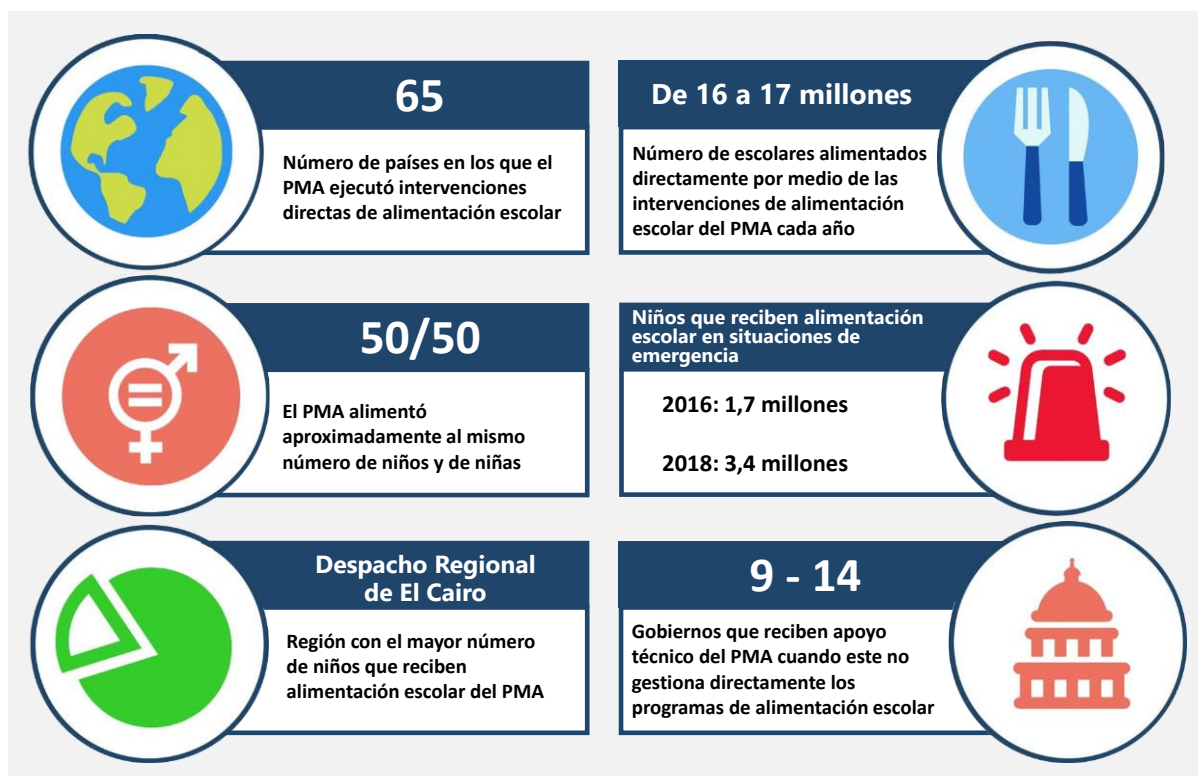 65
Número de países en los que el
PMA ejecutó intervenciones
directas de alimentación escolar
De 16 a 17 millones
Número de escolares alimentados
directamente por medio de las
intervenciones de alimentación
escolar del PMA cada año
50/50
El PMA alimentó
aproximadamente al mismo
número de niños y de niñas
Niños que reciben alimentación
escolar en situaciones de
emergencia
2016: 1,7 millones
2018: 3,4 millones
Despacho Regional
de El Cairo
Región con el mayor número
de niños que reciben
alimentación escolar del PMA
9 - 14
Gobiernos que reciben apoyo
técnico del PMA cuando este no
gestiona directamente los
programas de alimentación escolar